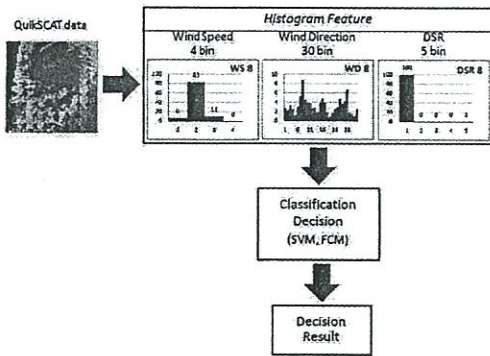 QuikSCAT data
Histogram Feature
Wind Speed
4 bin
Wind Direction
30 bin
DSR
5 bin
WS 8
WD 8
DSR 8
Classification
Decision
(SVM, FCM)
Decision
Result